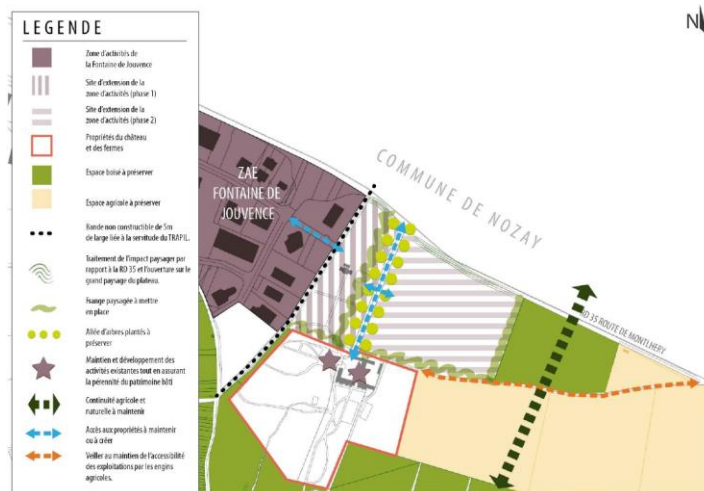 LEGENDE
Zone d'activités de
la Fontaine de Jouvence
Site d'extension de la
zone d'activités (phase 1)
Site d'extension de la
zone d'activités (phase 2)
Propriétés du château
et des fermes
Espace boisé à préserver
Espace agricole à préserver
Bande non constructible de 5m
de large liée à la servitude du TRAPIL.
Traitement de l'impact paysager par
rapport à la RD 35 et l'ouverture sur le
grand paysage du plateau.
Frange paysagée à mettre
en place
Allée d'arbres plantés à
préserver
Maintien et développement des
activités existantes tout en assurant
la pérennité du patrimoine bâti
Continuité agricole et
naturelle à maintenir
Accès aux propriétés à maintenir
ou à créer
Veiller au maintien de l'accessibilité
des exploitations par les engins
agricoles.
N
COMMUNE DE NOZAY
ZAE
FONTAINE DE
JOUVENCE
RD 35 ROUTE DE MONTLHERY